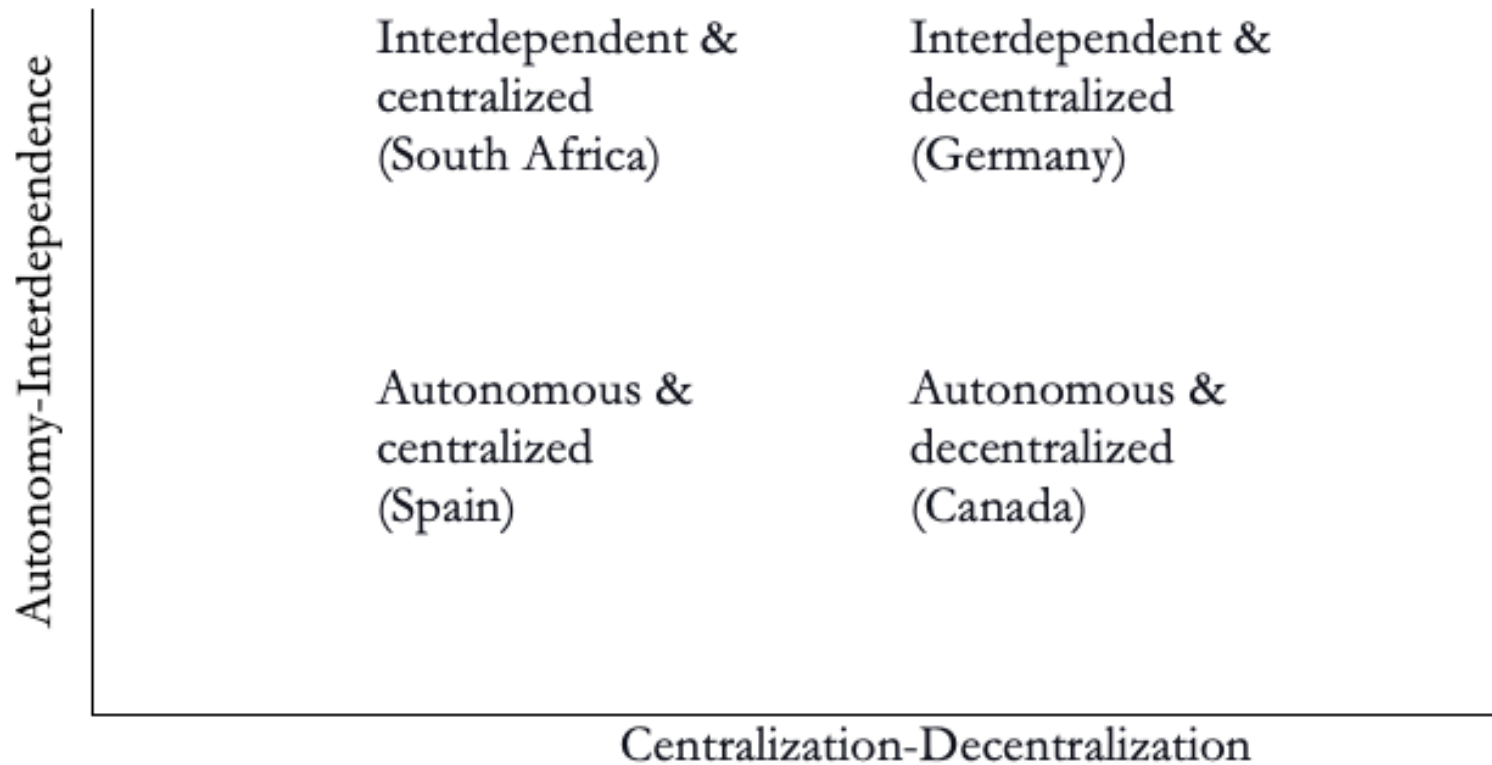 Autonomy-Interdependence
Interdependent &
centralized
(South Africa)
Interdependent &
decentralized
(Germany)
Autonomous &
centralized
(Spain)
Autonomous &
decentralized
(Canada)
Centralization-Decentralization